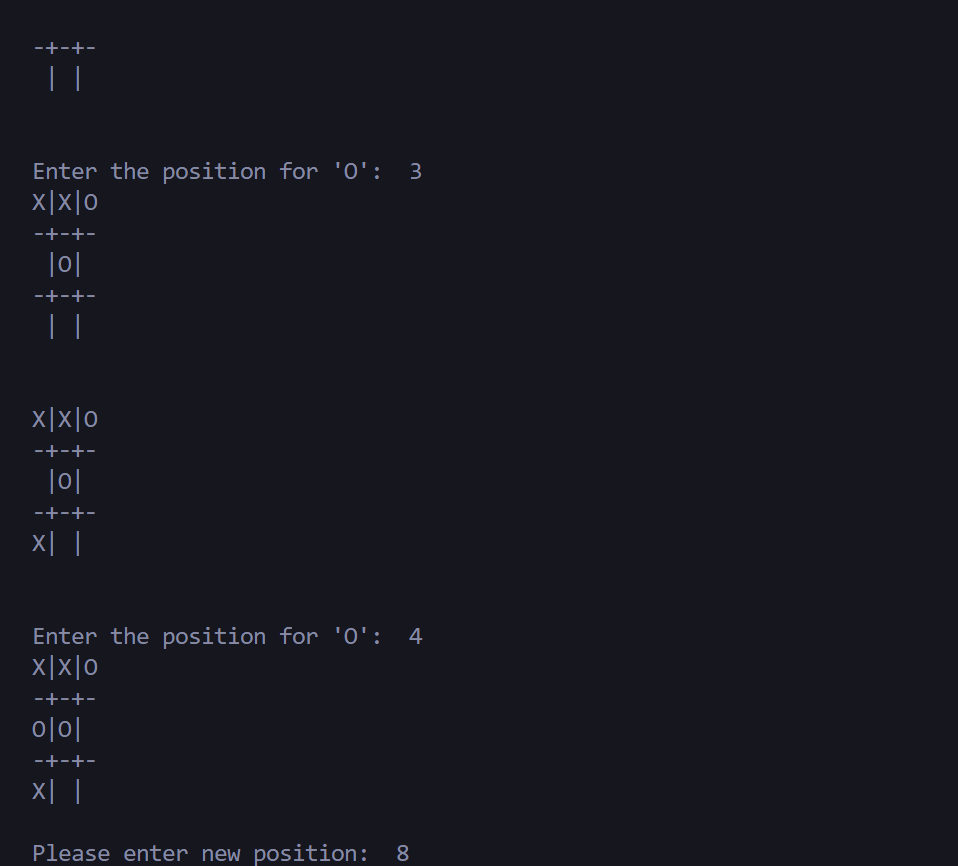 -+-+-
 | |
Enter the position for 'O':  3
X|X|O
-+-+-
 |O|
-+-+-
 | |
X|X|O
-+-+-
 |O|
-+-+-
X| |
Enter the position for 'O':  4
X|X|O
-+-+-
O|O|
-+-+-
X| |
Please enter new position:  8